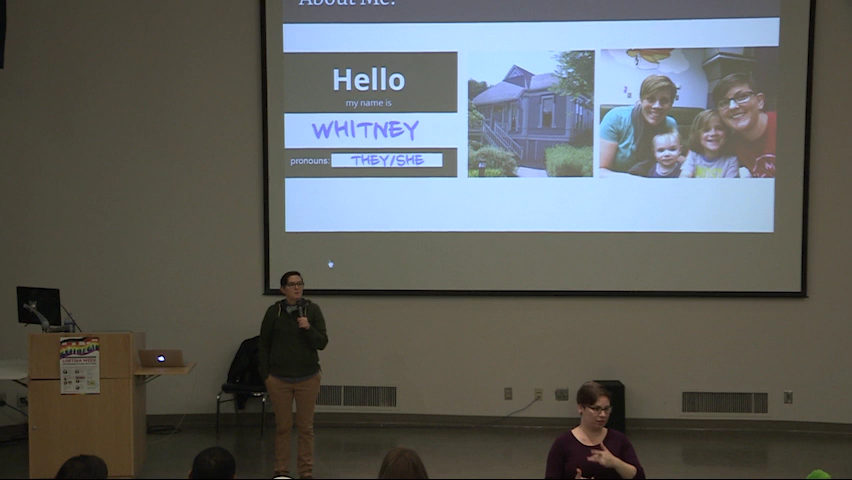 About Me:
Hello
my name is
WHITNEY
pronouns: THEY/SHE